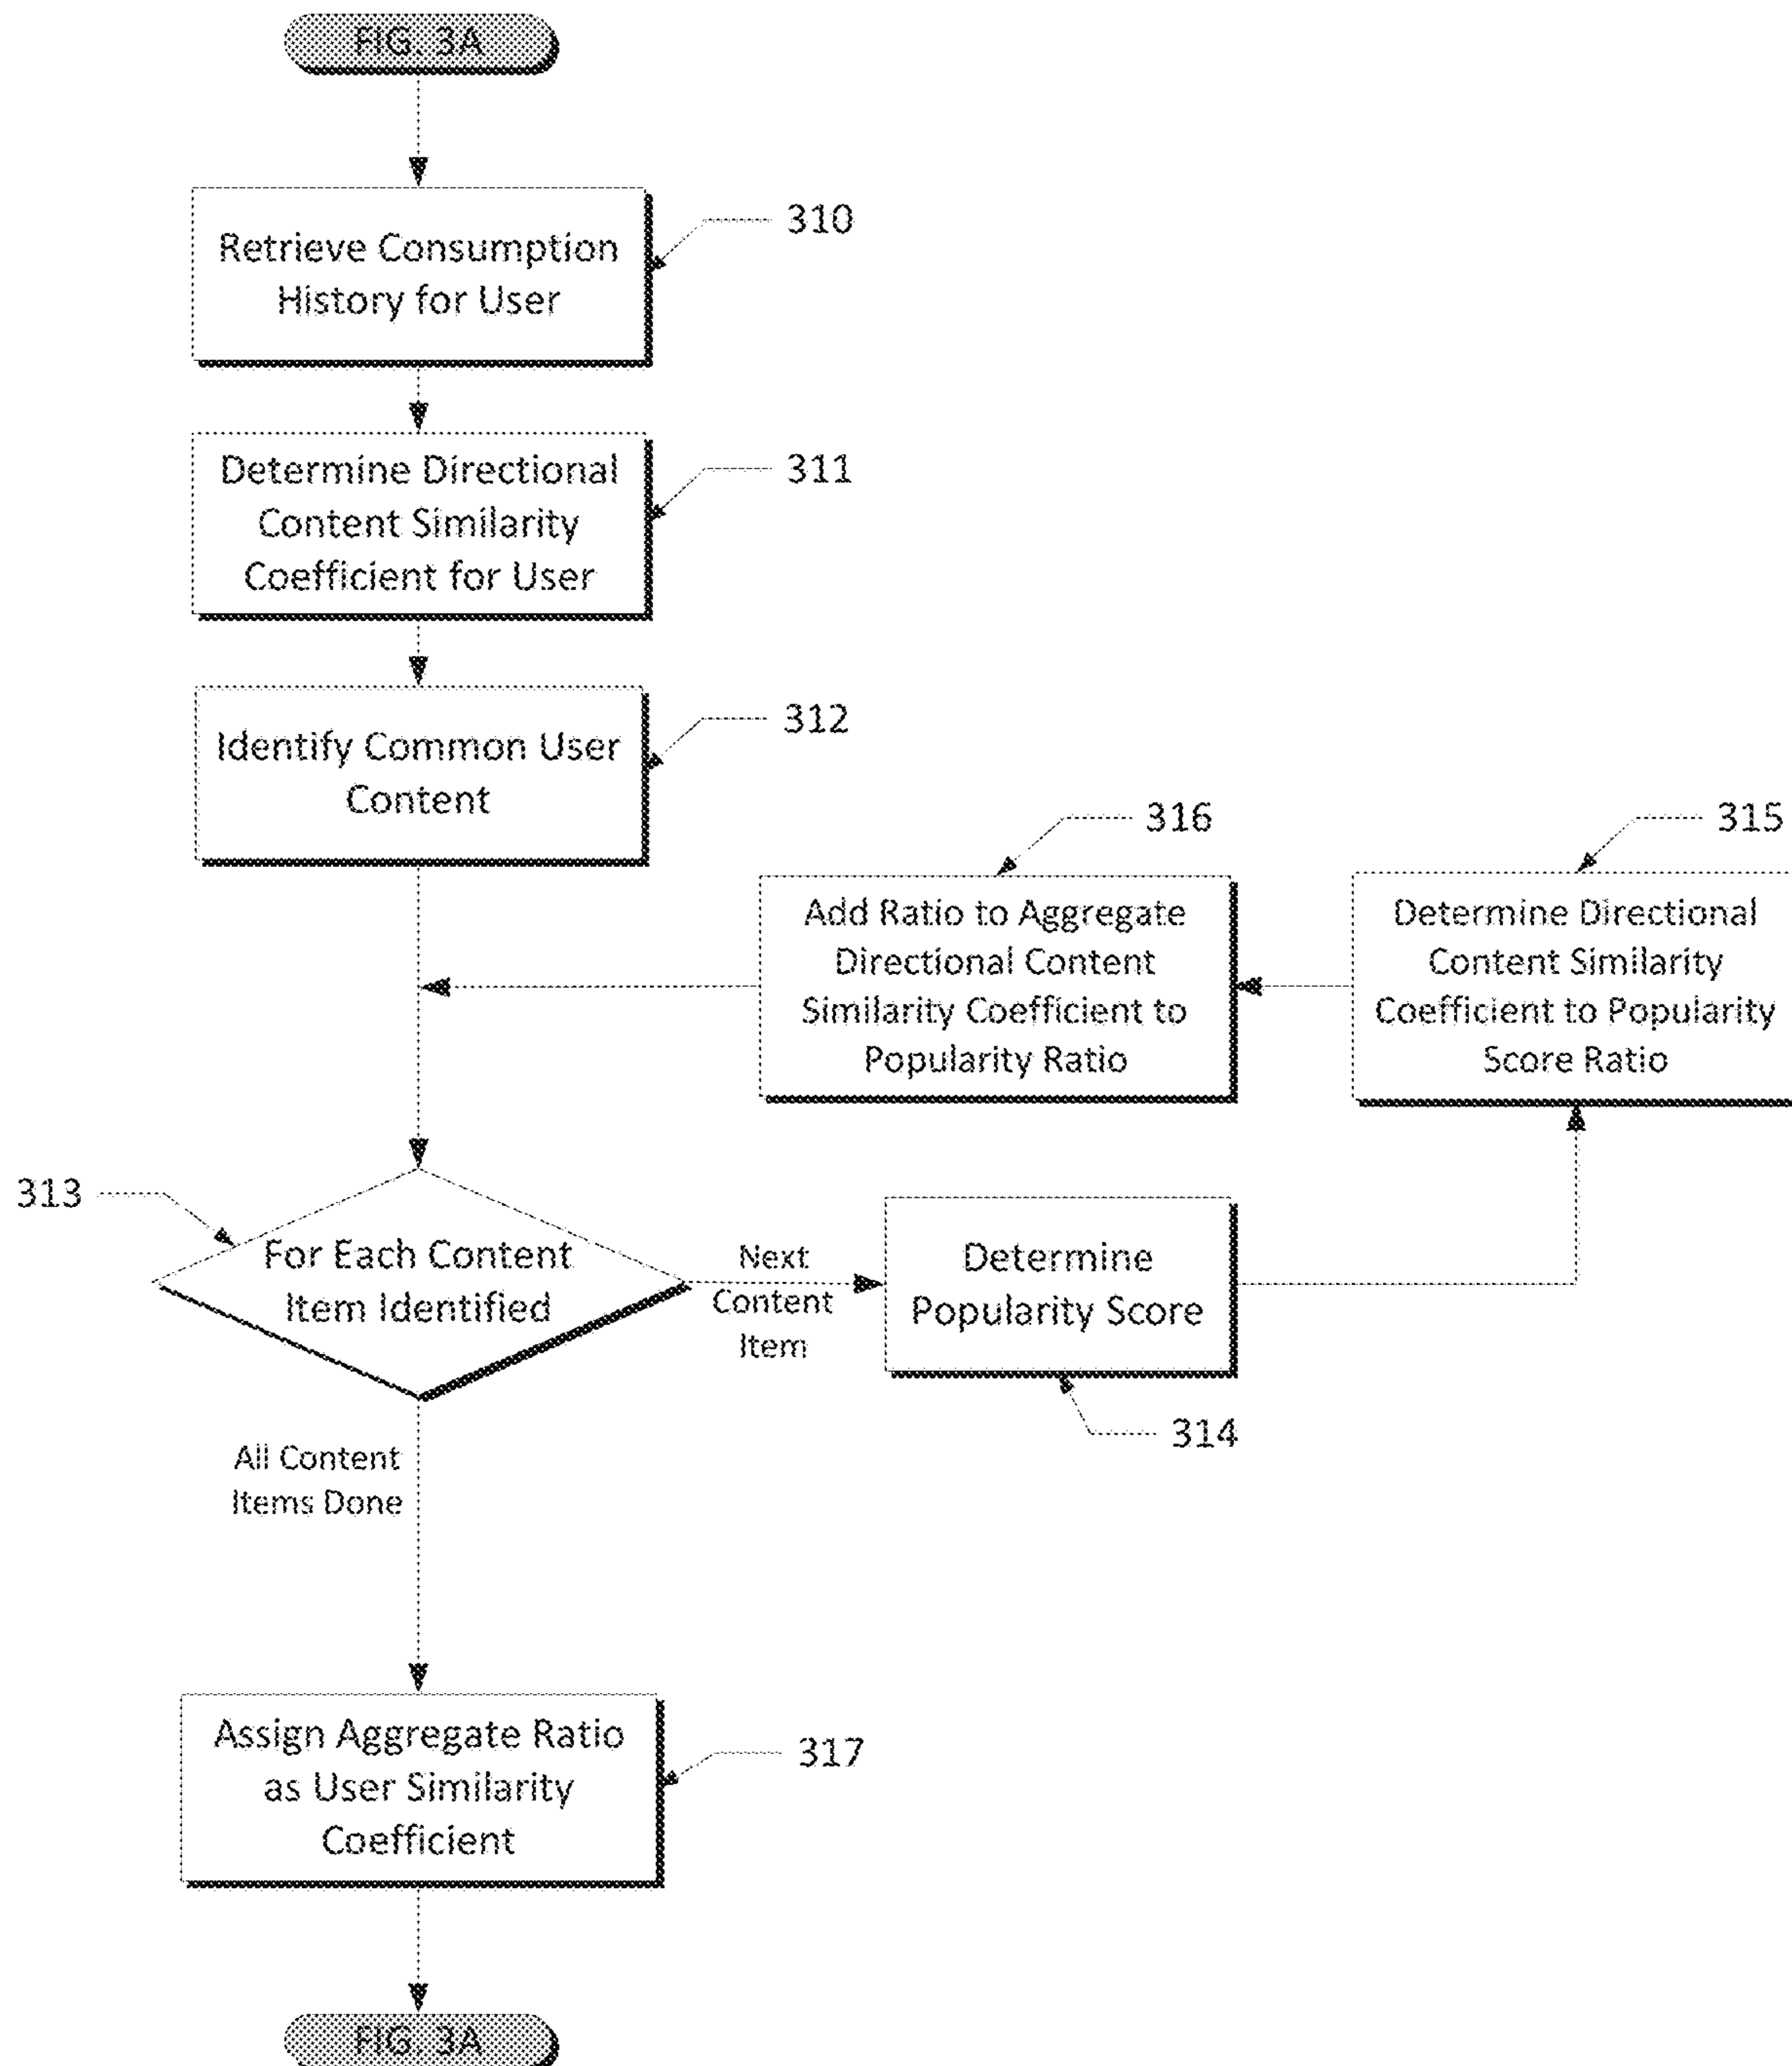 FIG. 3A
Retrieve Consumption
History for User
310
Determine Directional
Content Similarity
Coefficient for User
311
Identify Common User
Content
312
316
315
Add Ratio to Aggregate
Directional Content
Similarity Coefficient to
Popularity Ratio
Determine Directional
Content Similarity
Coefficient to Popularity
Score Ratio
313
For Each Content
Item Identified
Next
Content
Item
Determine
Popularity Score
314
All Content
Items Done
Assign Aggregate Ratio
as User Similarity
Coefficient
317
FIG. 3A